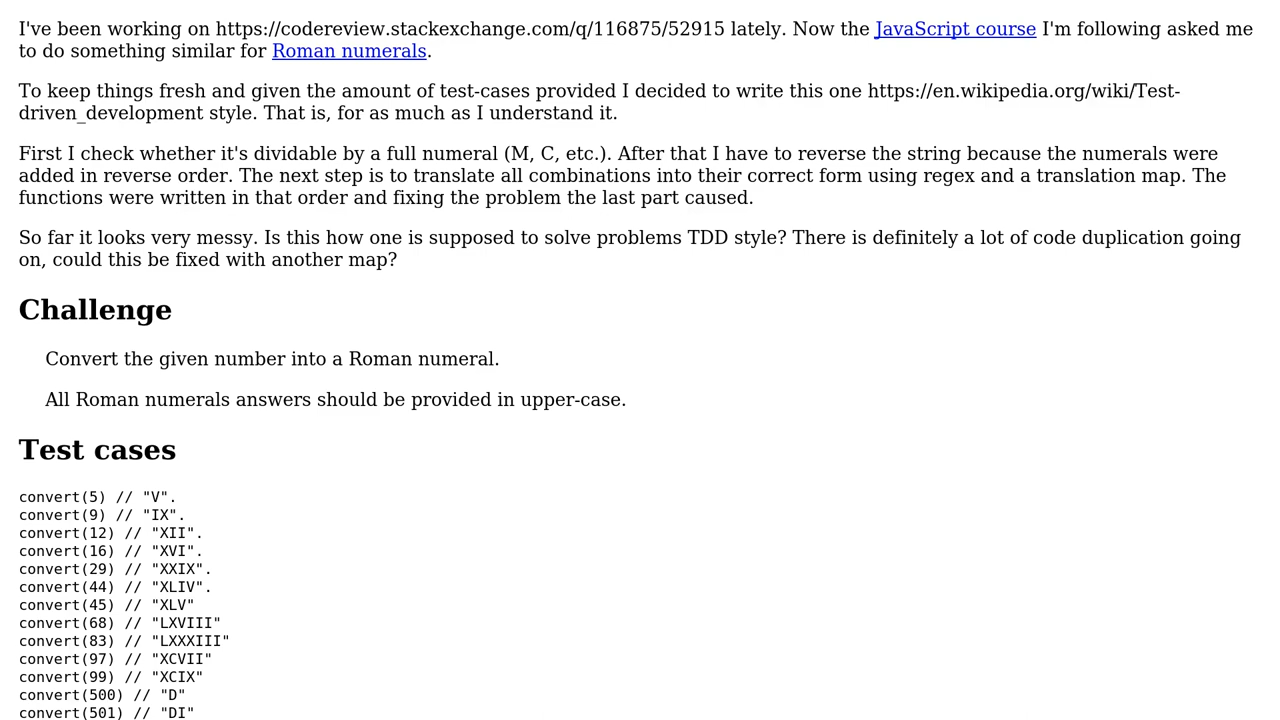 I've been working on https://codereview.stackexchange.com/q/116875/52915 lately. Now the JavaScript course I'm following asked me
to do something similar for Roman numerals.
To keep things fresh and given the amount of test-cases provided I decided to write this one https://en.wikipedia.org/wiki/Test-
driven_development style. That is, for as much as I understand it.
First I check whether it's dividable by a full numeral (M, C, etc.). After that I have to reverse the string because the numerals were
added in reverse order. The next step is to translate all combinations into their correct form using regex and a translation map. The
functions were written in that order and fixing the problem the last part caused.
So far it looks very messy. Is this how one is supposed to solve problems TDD style? There is definitely a lot of code duplication going
on, could this be fixed with another map?
Challenge
Convert the given number into a Roman numeral.
All Roman numerals answers should be provided in upper-case.
Test cases
convert(5) // "V".
convert(9) // "IX".
convert(12) // "XII".
convert(16) // "XVI".
convert(29) // "XXIX".
convert(44) // "XLIV".
convert(45) // "XLV"
convert(68) // "LXVIII"
convert(83) // "LXXXIII"
convert(97) // "XCVII"
convert(99) // "XCIX"
convert(500) // "D"
convert(501) // "DI"